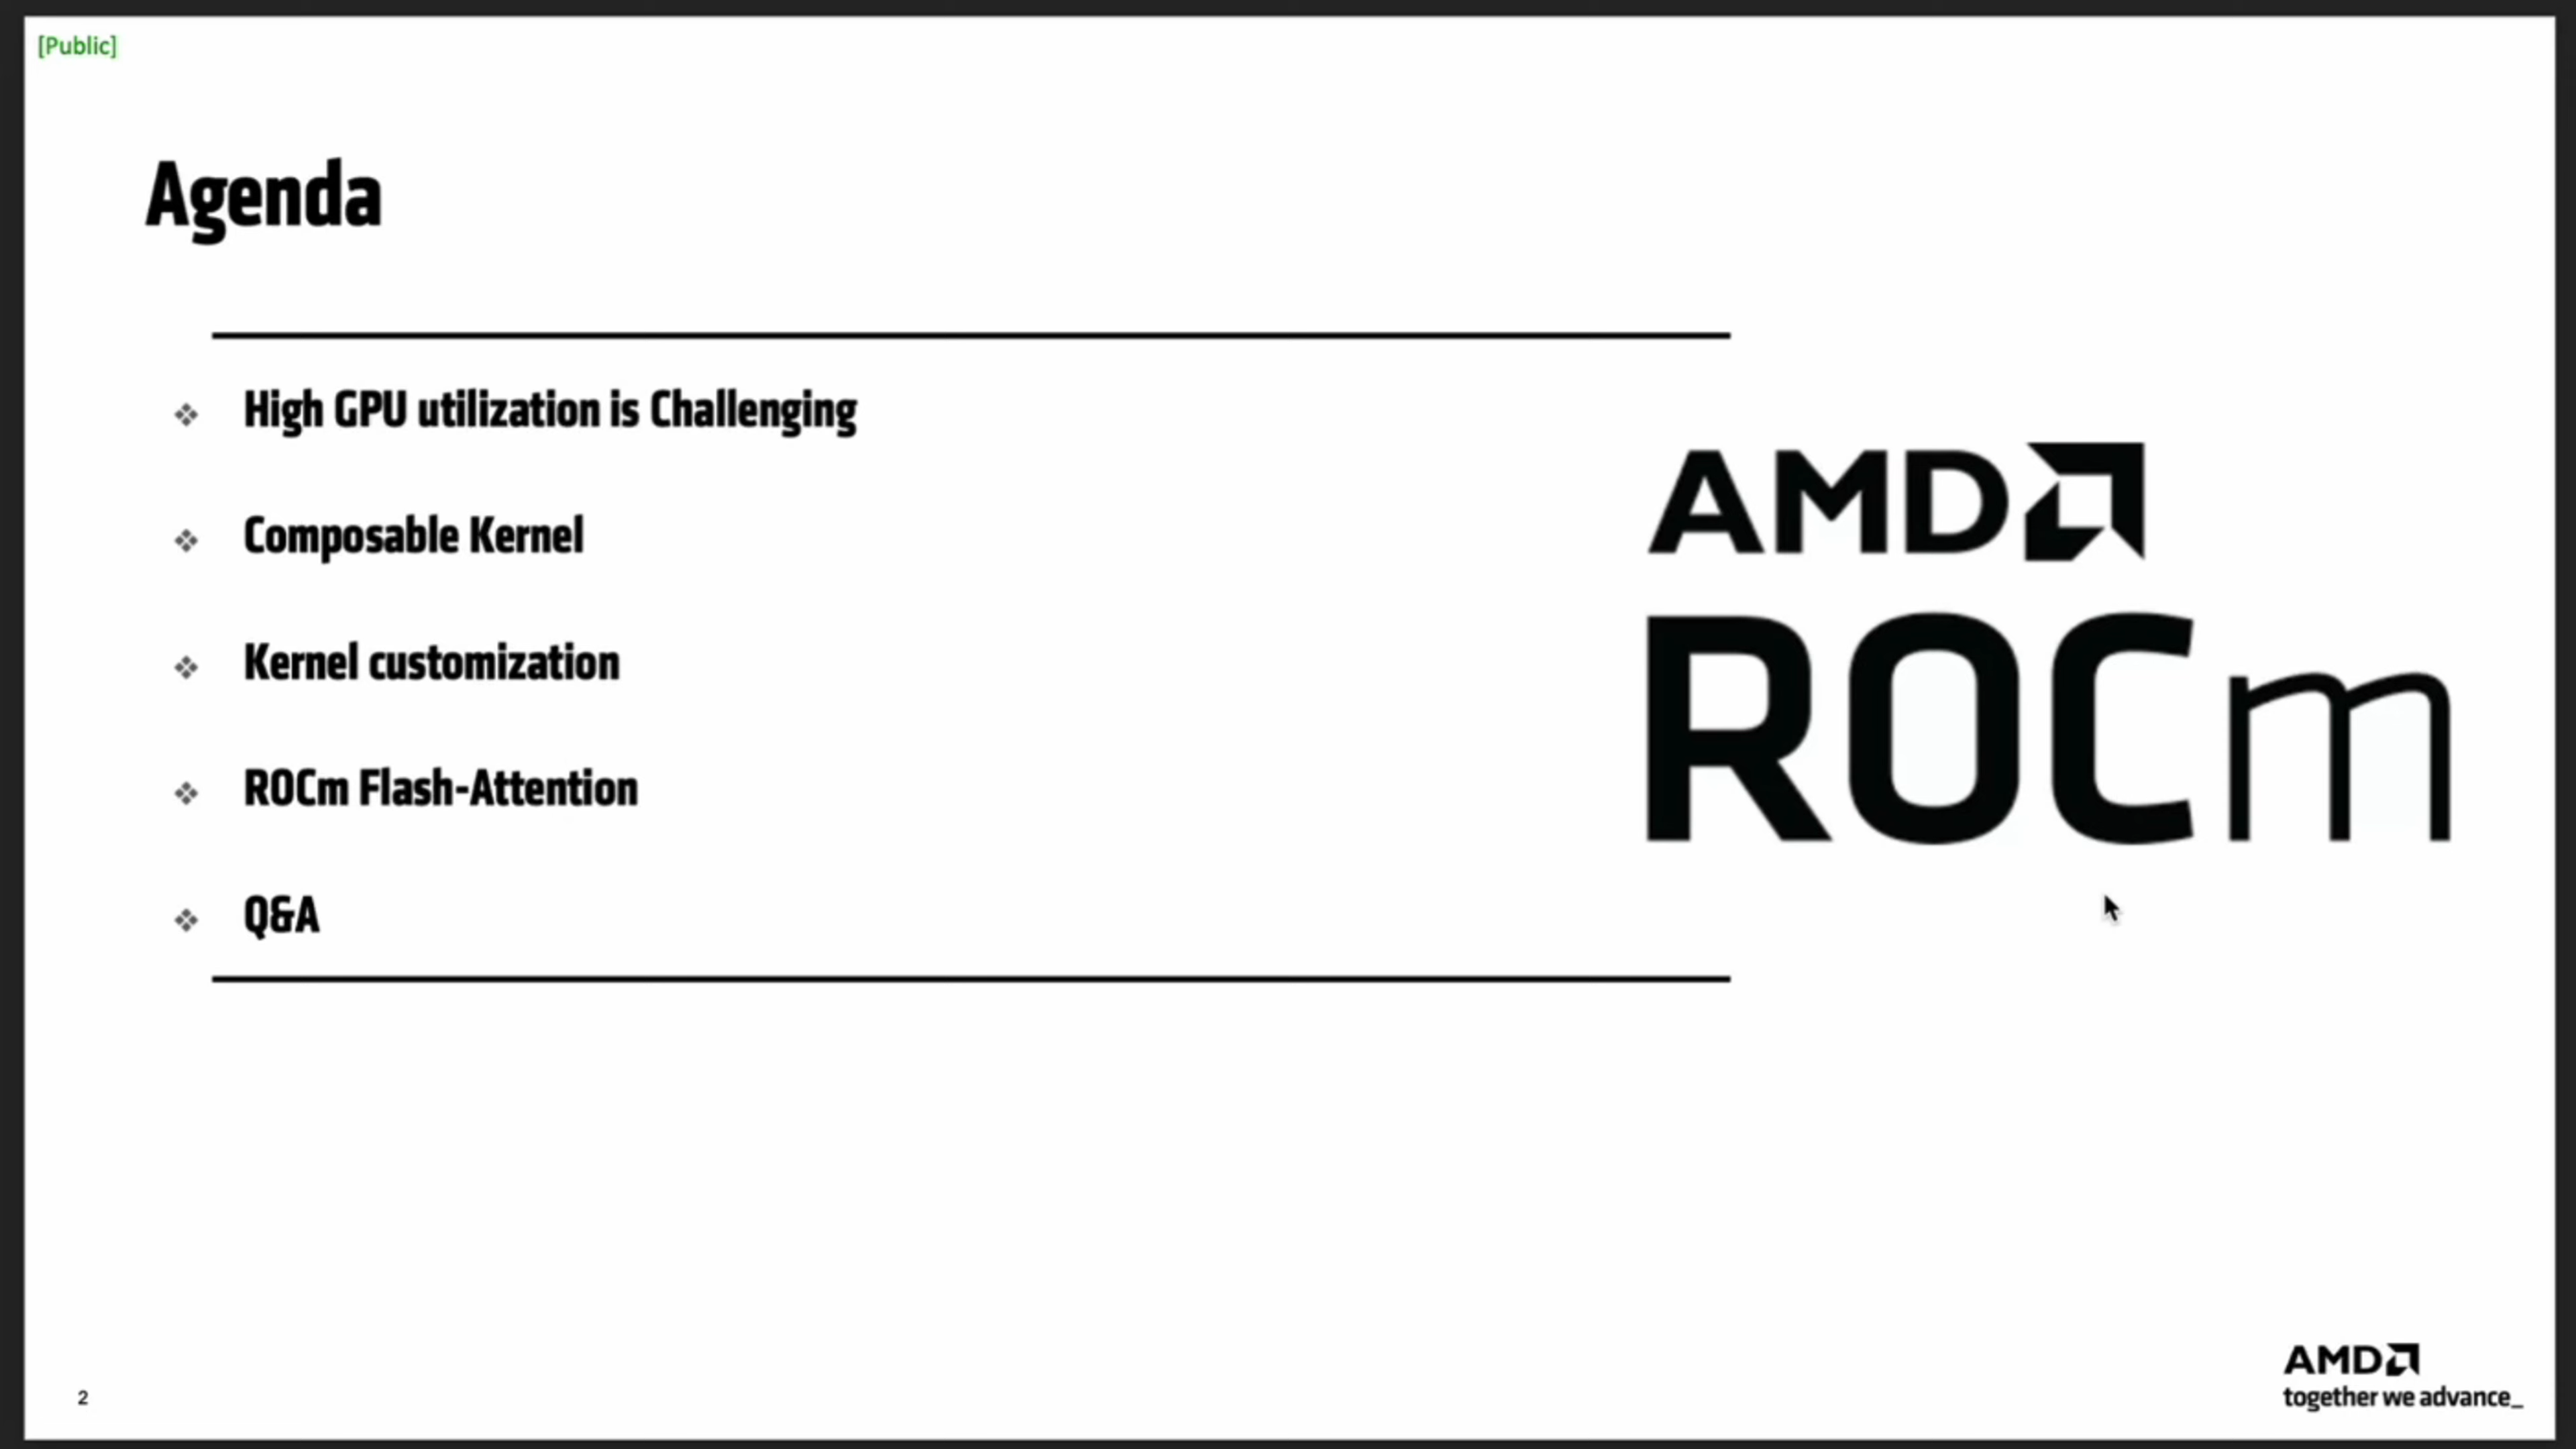 [Public]
Agenda
High GPU utilization is Challenging
Composable Kernel
Kernel customization
ROCm Flash-Attention
Q&A
AMD
ROCm
2
AMD
together we advance_